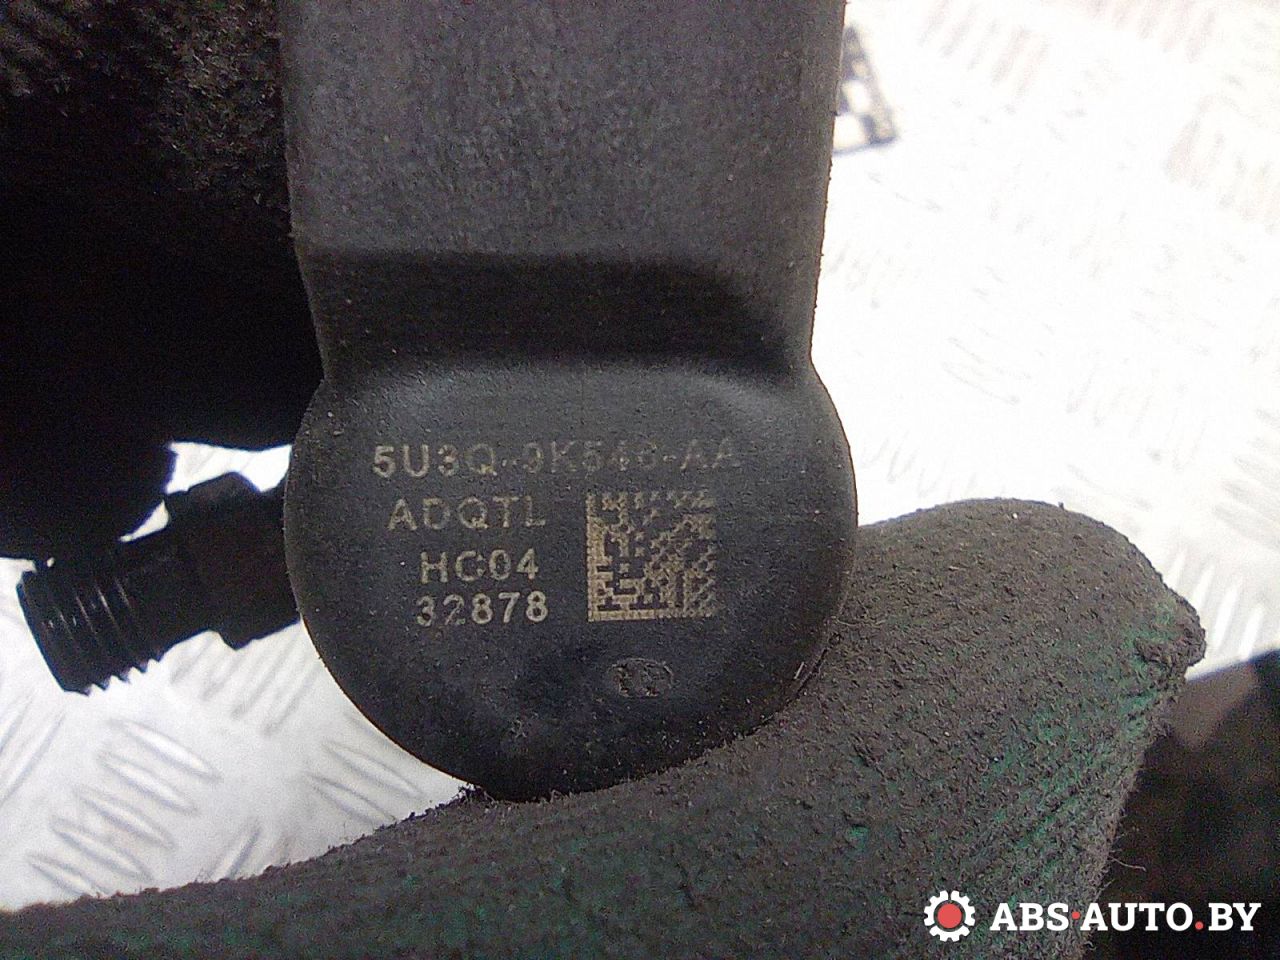 5U3Q-9K546-AA
ADQTL
HC04
32878
ABS-AUTO.BY